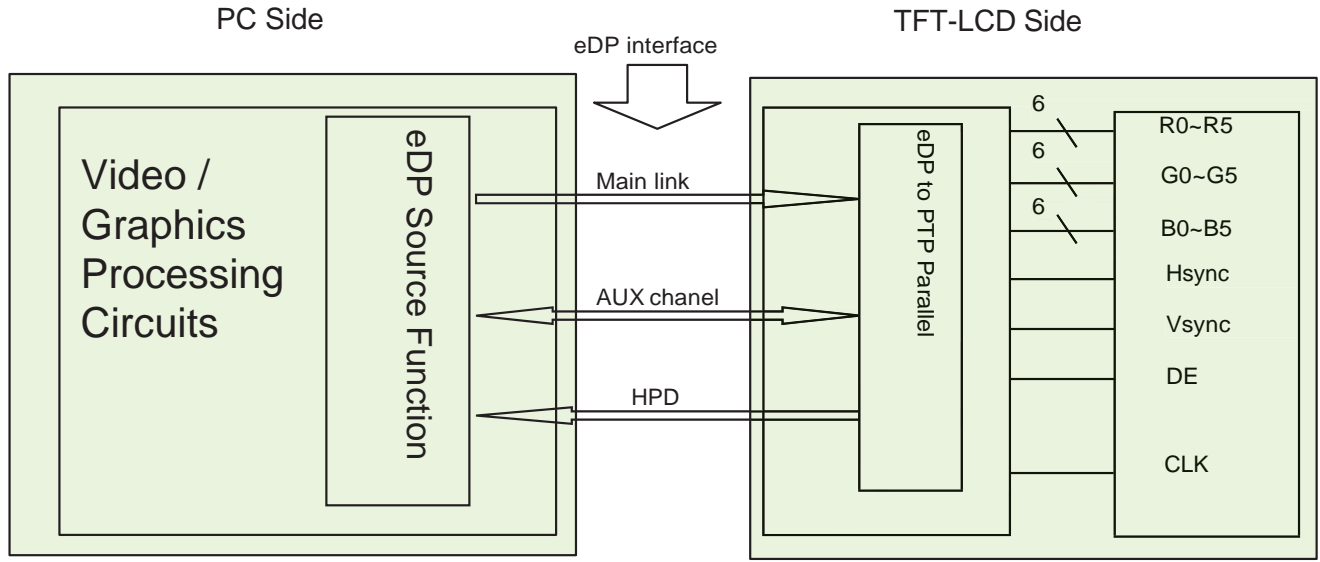 PC Side
TFT-LCD Side
eDP interface
Video /
Graphics
Processing
Circuits
eDP Source Function
Main link
AUX chanel
HPD
eDP to PTP Parallel
6
R0~R5
6
G0~G5
6
B0~B5
Hsync
Vsync
DE
CLK